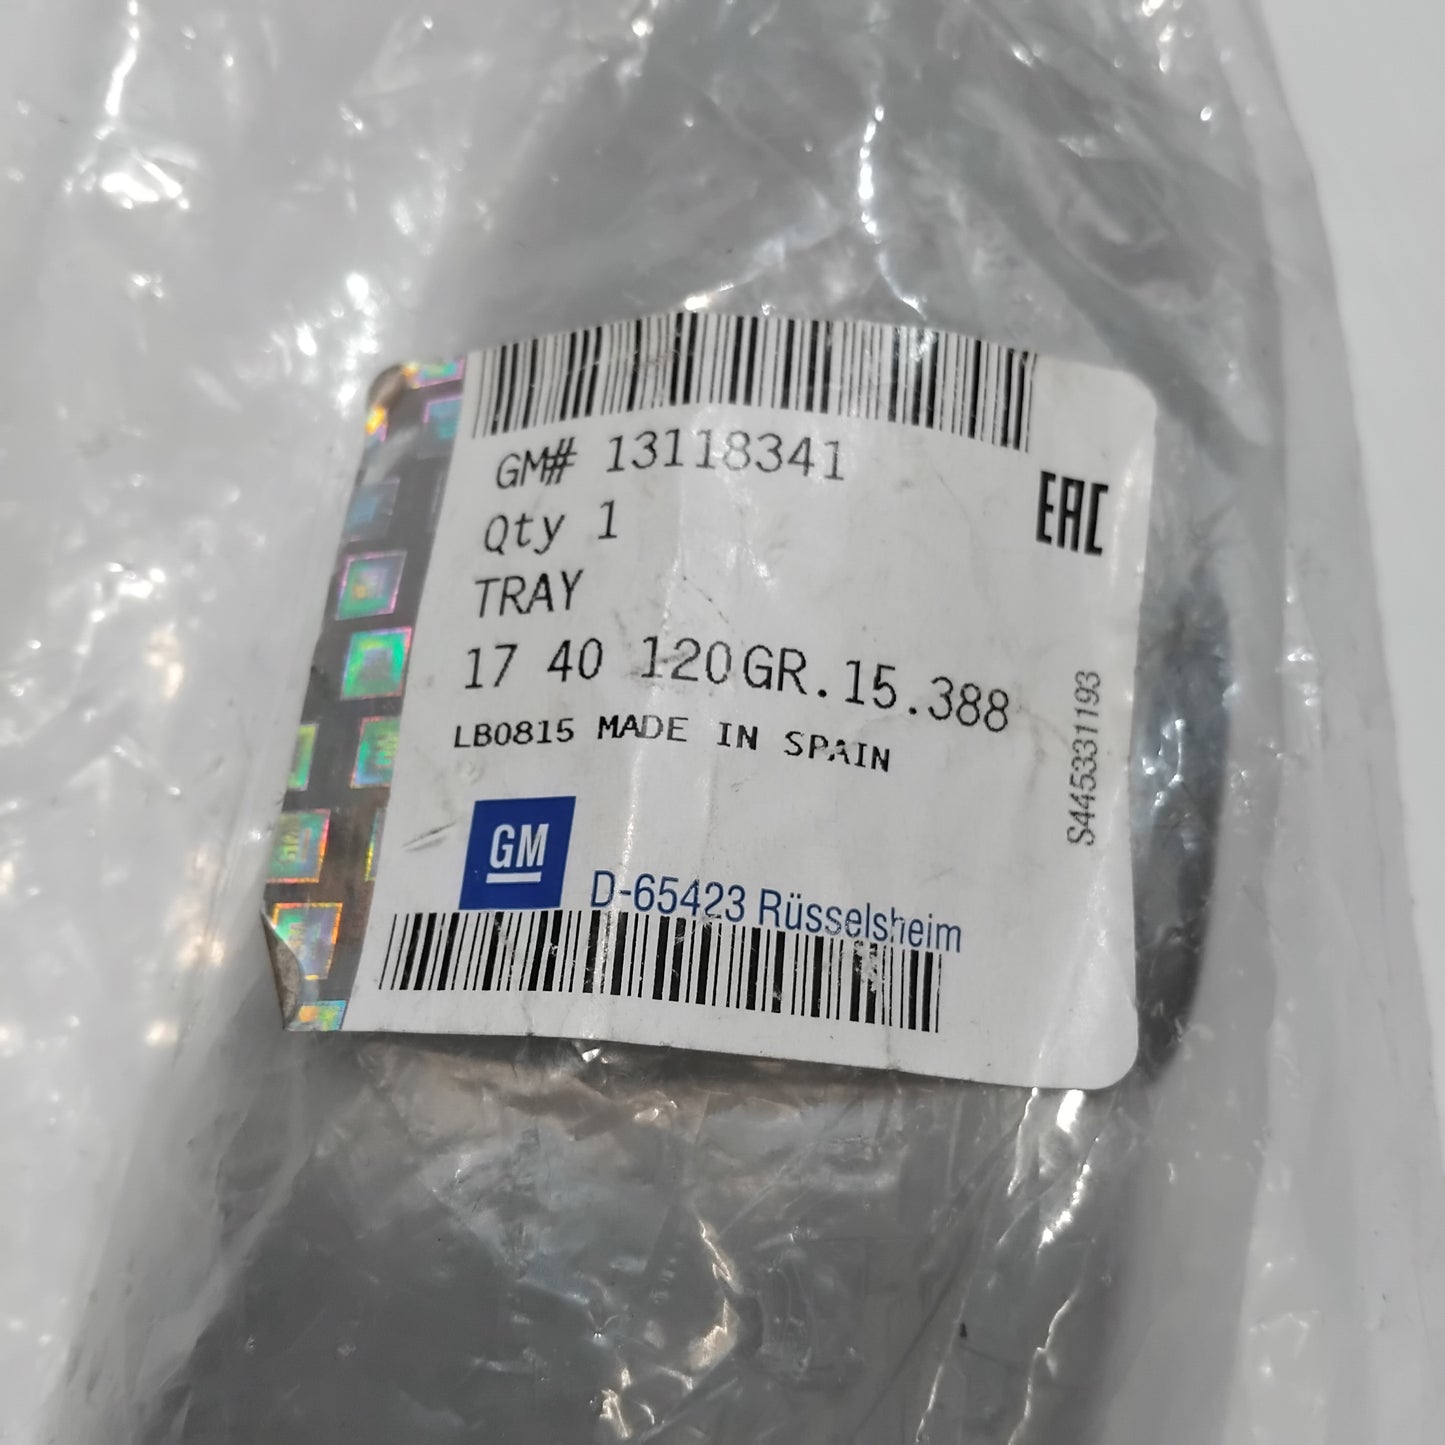 GM# 13118341
EAC
Qty 1
TRAY
17 40 120 GR.15.388
LB0815 MADE IN SPAIN
S445331193
GM
D-65423 Rüsselsheim